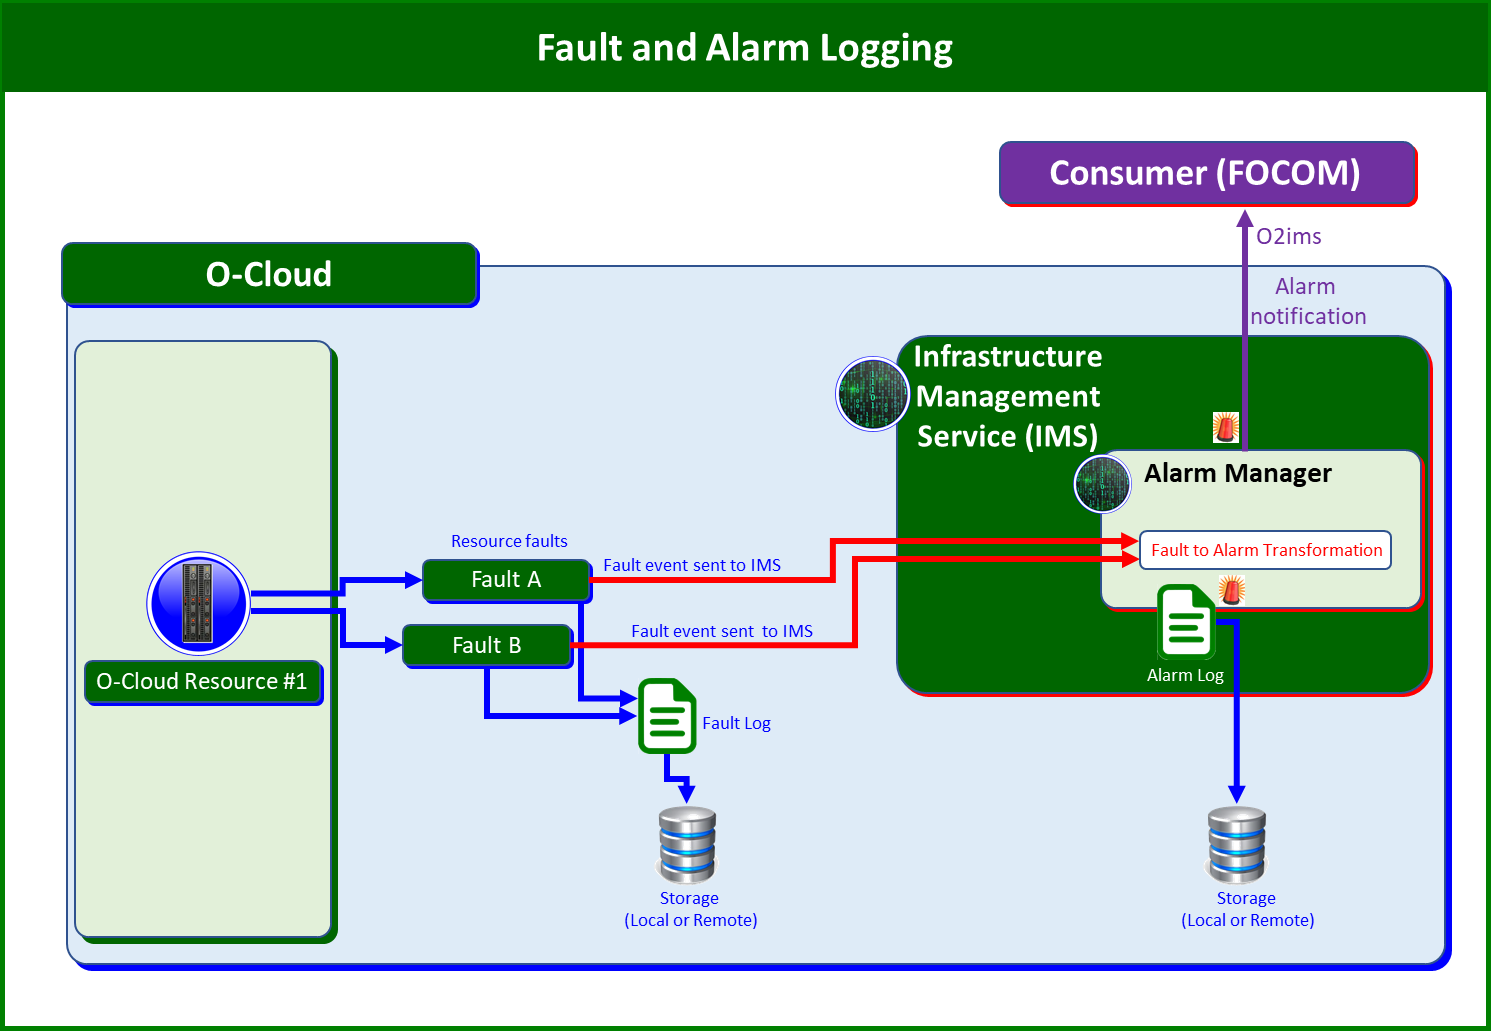 Fault and Alarm Logging
Consumer (FOCOM)
O2ims
Alarm
notification
O-Cloud
Infrastructure
Management
Service (IMS)
Alarm Manager
Fault to Alarm Transformation
Alarm Log
Resource faults
Fault A
Fault event sent to IMS
Fault B
Fault event sent  to IMS
O-Cloud Resource #1
Fault Log
Storage
(Local or Remote)
Storage
(Local or Remote)